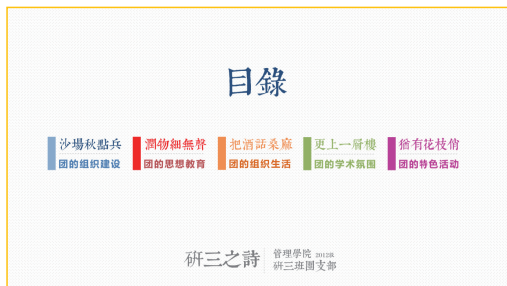 目錄
沙場秋點兵
团的组织建设
潤物細無聲
团的思想教育
把酒話桑麻
团的组织生活
更上一層樓
团的学术氛围
猶有花枝俏
团的特色活动
研三之詩
管理學院 2012級
研三班團支部